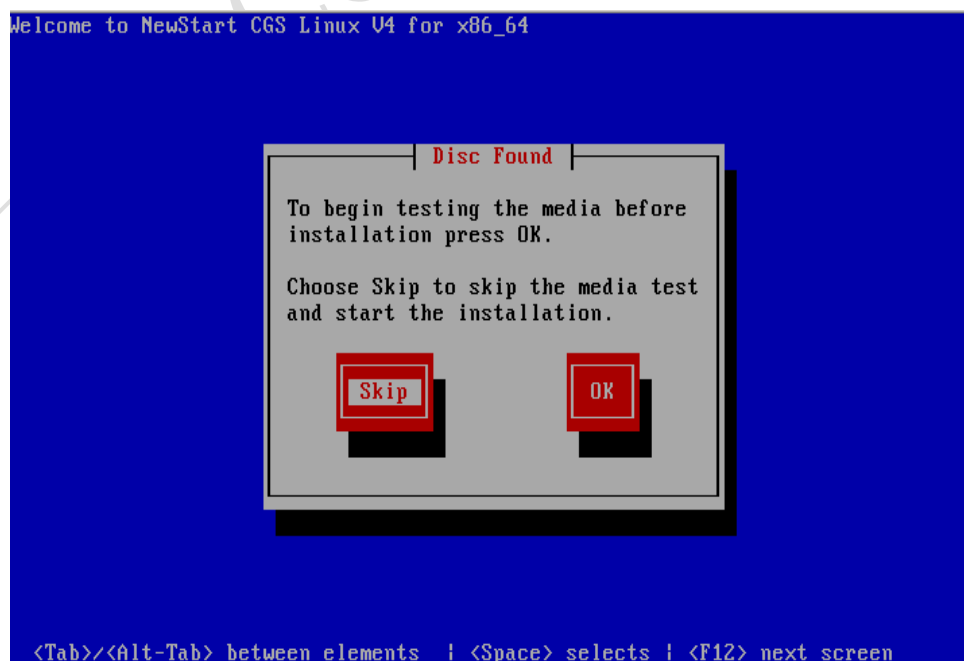 Welcome to NewStart CGS Linux V4 for x86_64
Disc Found
To begin testing the media before
installation press OK.
Choose Skip to skip the media test
and start the installation.
Skip OK
<Tab>/<Alt-Tab> between elements | <Space> selects | <F12> next screen